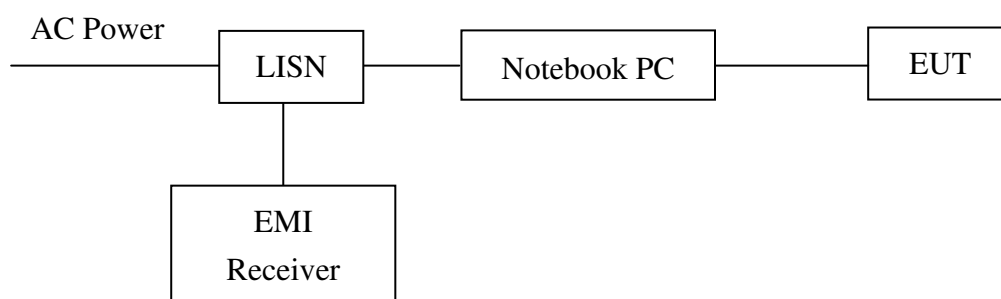 AC Power
LISN
Notebook PC
EUT
EMI
Receiver